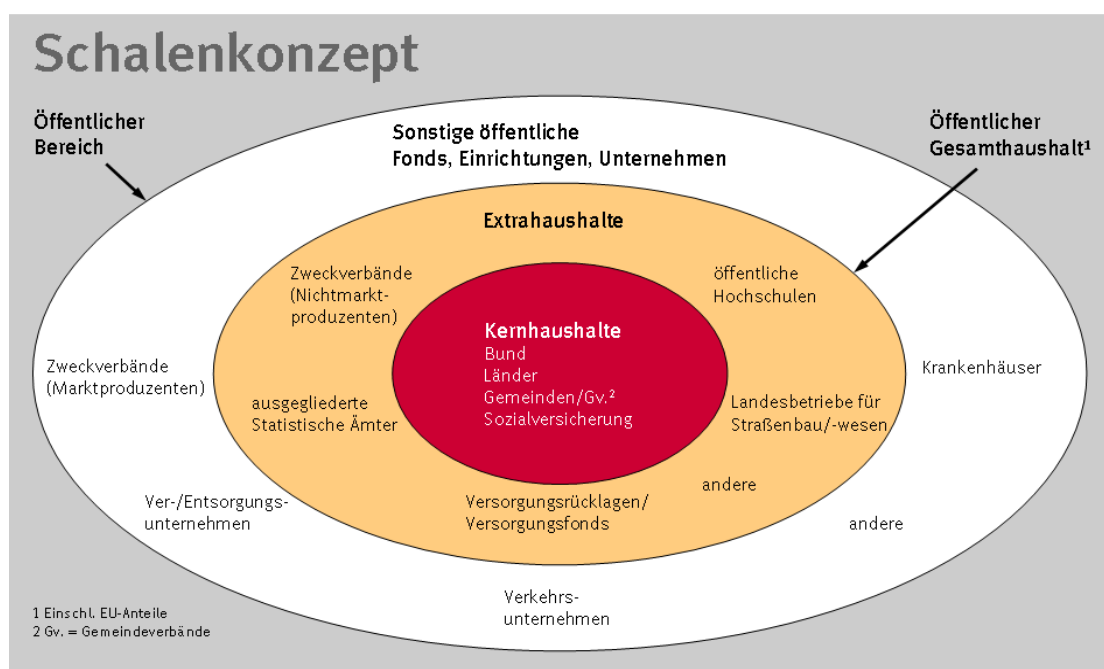 Schalenkonzept
Öffentlicher
Bereich
Sonstige öffentliche
Fonds, Einrichtungen, Unternehmen
Öffentlicher
Gesamthaushalt¹
Extrahaushalte
Zweckverbände
(Nichtmarkt-
produzenten)
öffentliche
Hochschulen
Kernhaushalte
Bund
Länder
Gemeinden/Gv.²
Sozialversicherung
Zweckverbände
(Marktproduzenten)
Krankenhäuser
ausgegliederte
Statistische Ämter
Landesbetriebe für
Straßenbau/-wesen
Ver-/Entsorgungs-
unternehmen
Versorgungsrücklagen/
Versorgungsfonds
andere
andere
Verkehrs-
unternehmen
1 Einschl. EU-Anteile
2 Gv. = Gemeindeverbände